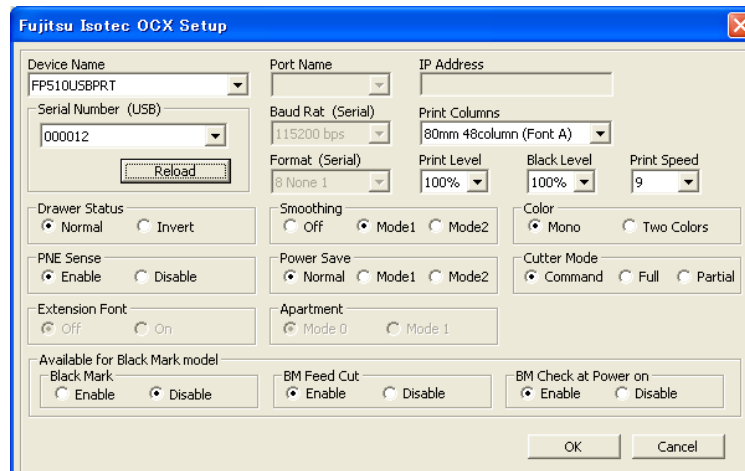 Fujitsu Isotec OCX Setup
Device Name Port Name IP Address
FP510USBPRT
Serial Number (USB) Baud Rat (Serial) Print Columns
000012 115200 bps 80mm 48column (Font A)
Format (Serial) Print Level Black Level Print Speed
Reload 8 None 1 100% 100% 9
Drawer Status Smoothing Color
Normal Invert Off Mode1 Mode2 Mono Two Colors
PNE Sense Power Save Cutter Mode
Enable Disable Normal Mode1 Mode2 Command Full Partial
Extension Font Apartment
Off On Mode 0 Mode 1
Available for Black Mark model
Black Mark BM Feed Cut BM Check at Power on
Enable Disable Enable Disable Enable Disable
OK Cancel